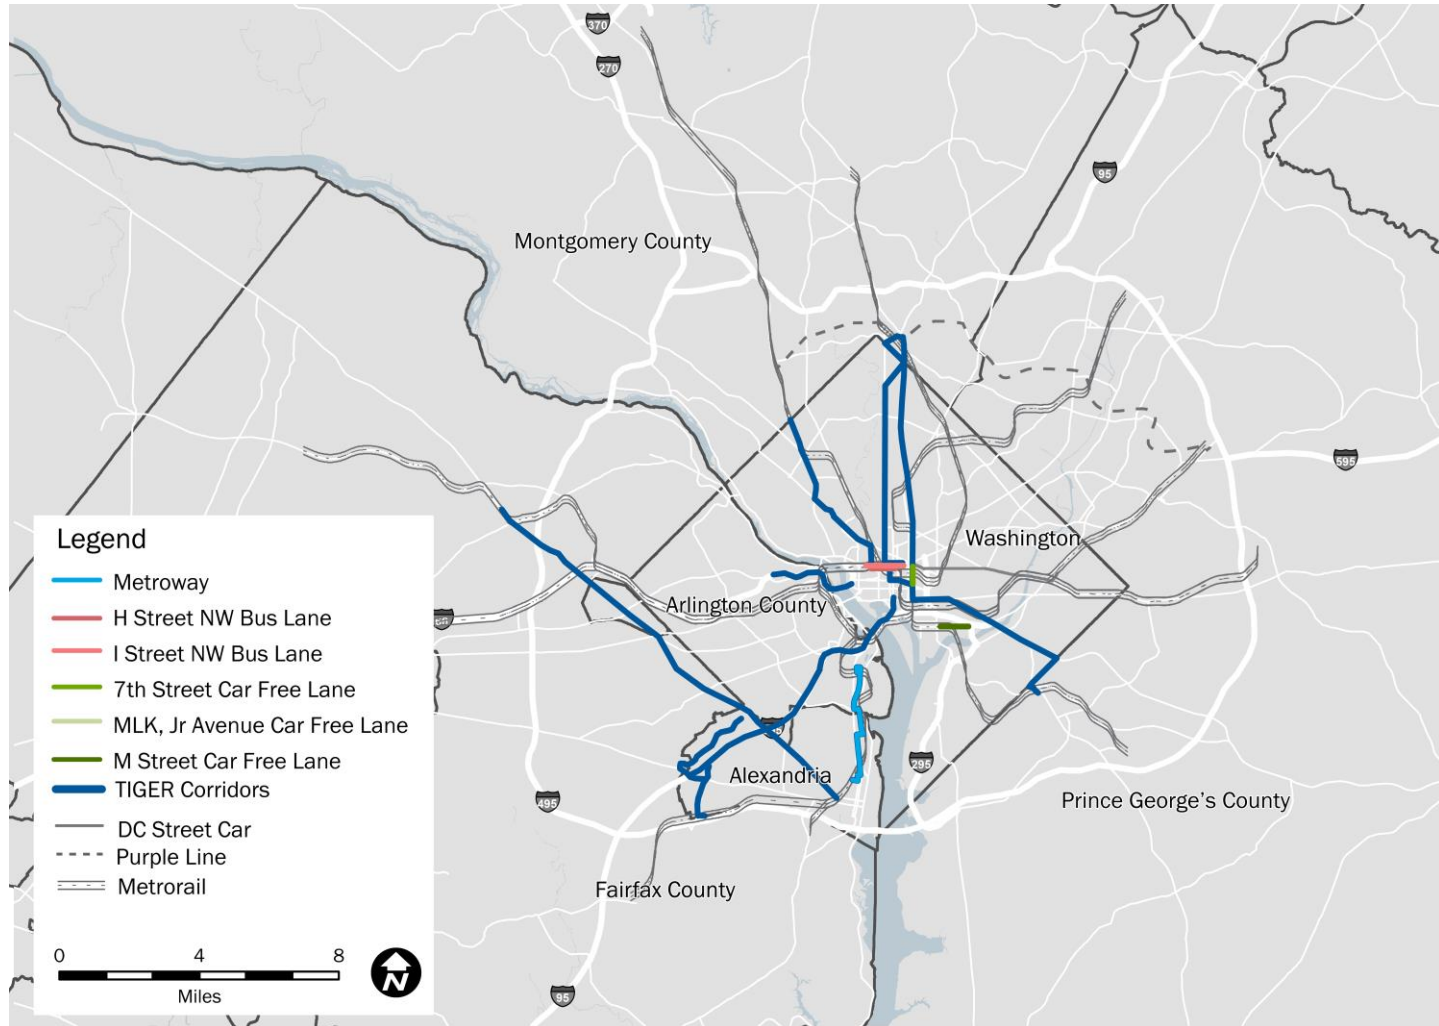 370
270
95
Montgomery County
595
Washington
Arlington County
295
Alexandria
495
Prince George's County
Fairfax County
95
Legend
Metroway
H Street NW Bus Lane
I Street NW Bus Lane
7th Street Car Free Lane
MLK, Jr Avenue Car Free Lane
M Street Car Free Lane
TIGER Corridors
DC Street Car
Purple Line
Metrorail
0 4 8
Miles
N